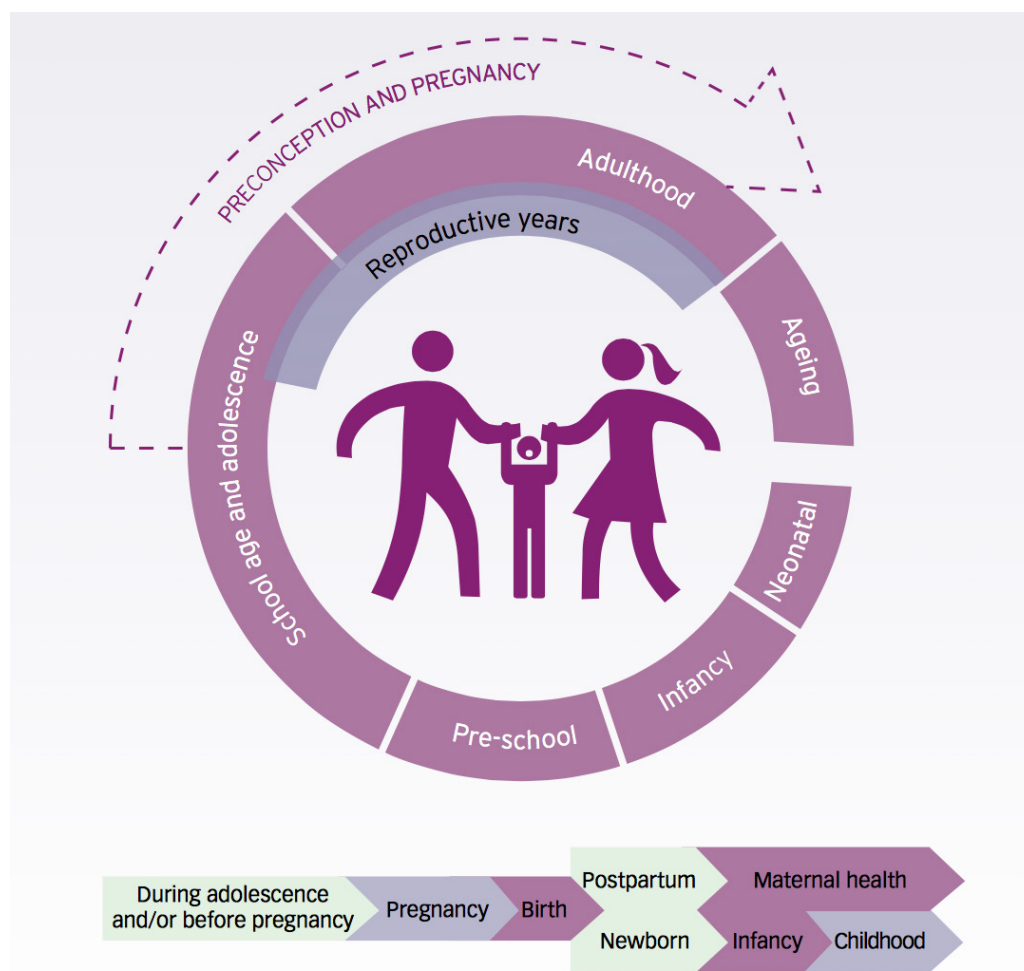 PRECONCEPTION AND PREGNANCY
Adulthood
Reproductive years
Ageing
School age and adolescence
Neonatal
Infancy
Pre-school
During adolescence
and/or before pregnancy
Pregnancy
Birth
Postpartum
Maternal health
Newborn
Infancy
Childhood